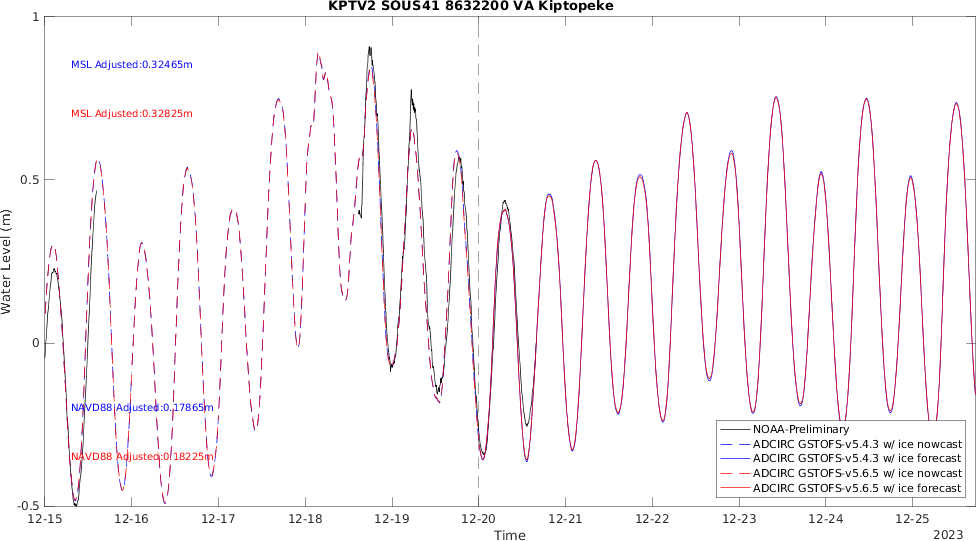 KPTV2 SOUS41 8632200 VA Kiptopeke
Water Level (m)
1
0.5
0
-0.5
MSL Adjusted:0.32465m
MSL Adjusted:0.32825m
NAVD88 Adjusted:0.17865m
NAVD88 Adjusted:0.18225m
NOAA-Preliminary
ADCIRC GSTOFS-v5.4.3 w/ ice nowcast
ADCIRC GSTOFS-v5.4.3 w/ ice forecast
ADCIRC GSTOFS-v5.6.5 w/ ice nowcast
ADCIRC GSTOFS-v5.6.5 w/ ice forecast
12-15 12-16 12-17 12-18 12-19 12-20 12-21 12-22 12-23 12-24 12-25
Time
2023